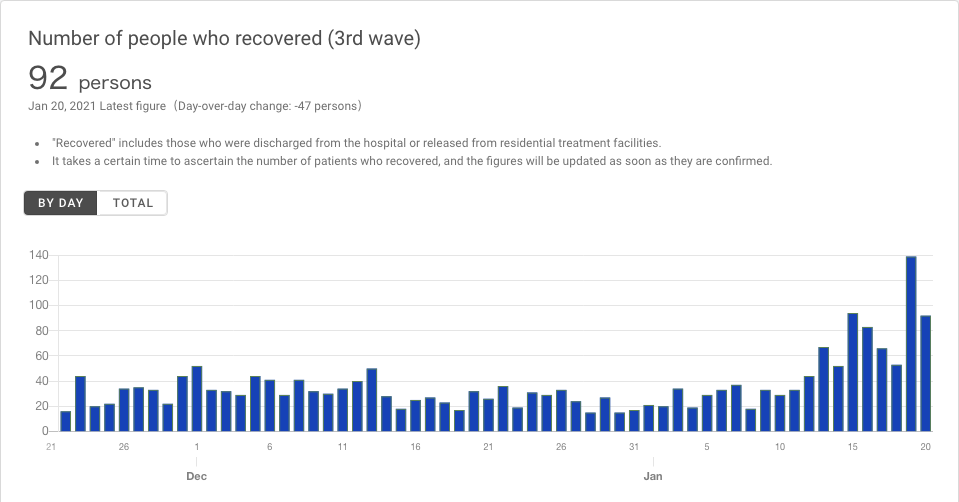 Number of people who recovered (3rd wave)
92 persons
Jan 20, 2021 Latest figure（Day-over-day change: -47 persons）
• "Recovered" includes those who were discharged from the hospital or released from residential treatment facilities.
• It takes a certain time to ascertain the number of patients who recovered, and the figures will be updated as soon as they are confirmed.
BY DAY TOTAL
140
120
100
80
60
40
20
0
21 26 1 6 11 16 21 26 31 5 10 15 20
Dec Jan